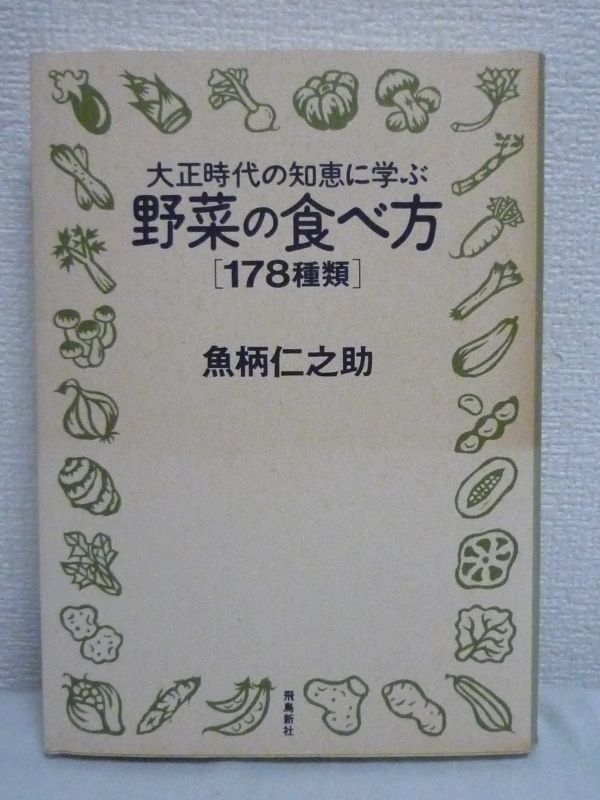 大正時代の知恵に学ぶ
野菜の食べ方
[178種類]
魚柄仁之助
飛鳥新社